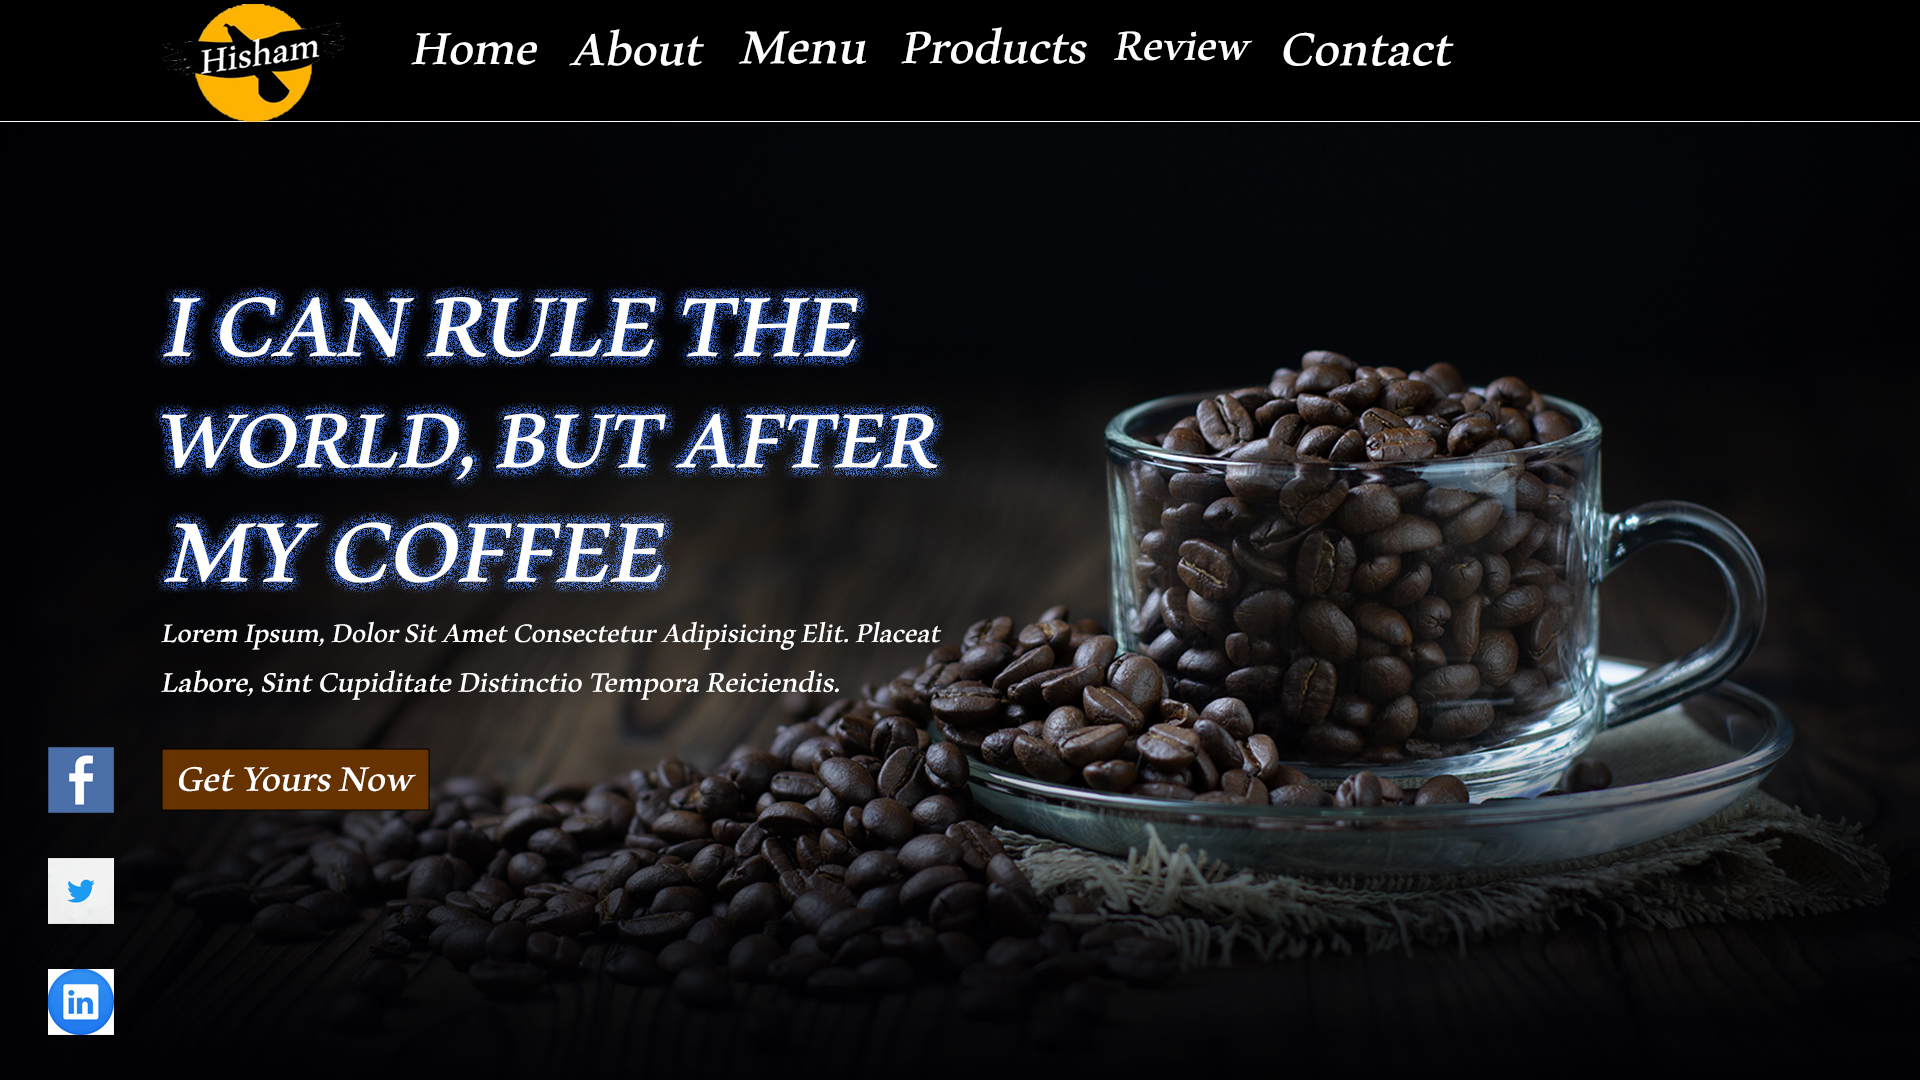 Hisham
Home About Menu Products Review Contact
I CAN RULE THE
WORLD, BUT AFTER
MY COFFEE
Lorem Ipsum, Dolor Sit Amet Consectetur Adipisicing Elit. Placeat
Labore, Sint Cupiditate Distinctio Tempora Reiciendis.
f
Get Yours Now
in